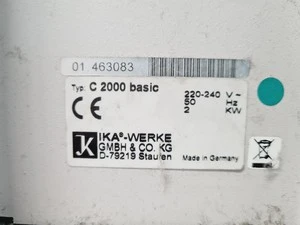 01 463083
Typ: C 2000 basic
220-240 V~
50 Hz
2 KW
CE
IKA®-WERKE
GMBH & CO. KG
D-79219 Staufen
Made in Germany